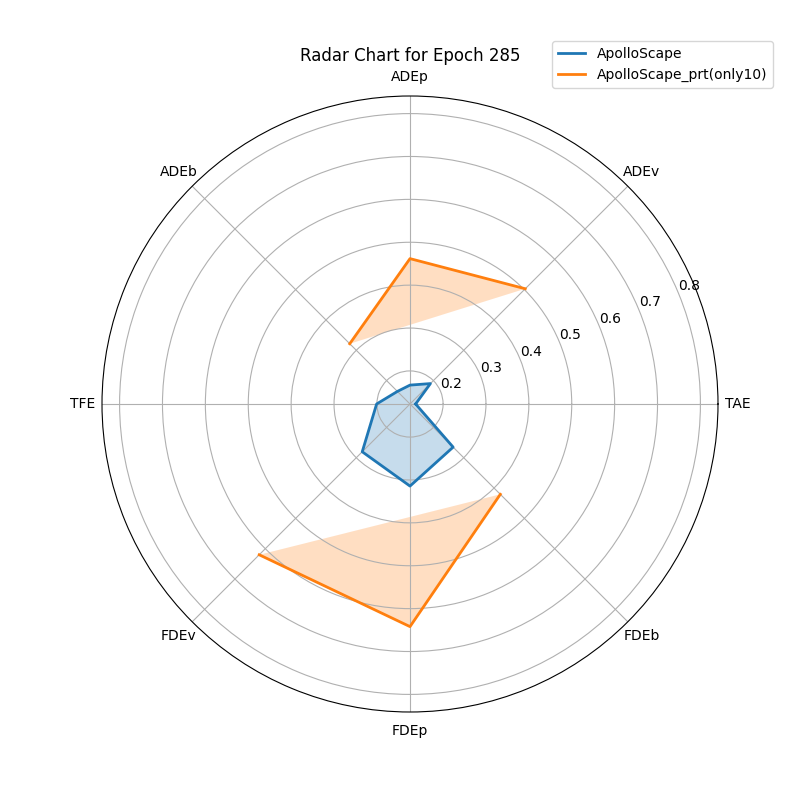 Radar Chart for Epoch 285
ApolloScape
ApolloScape_prt(only10)
ADEp
ADEb
ADEv
0.8
0.7
0.6
0.5
0.4
0.3
0.2
TFE
TAE
FDEv
FDEb
FDEp